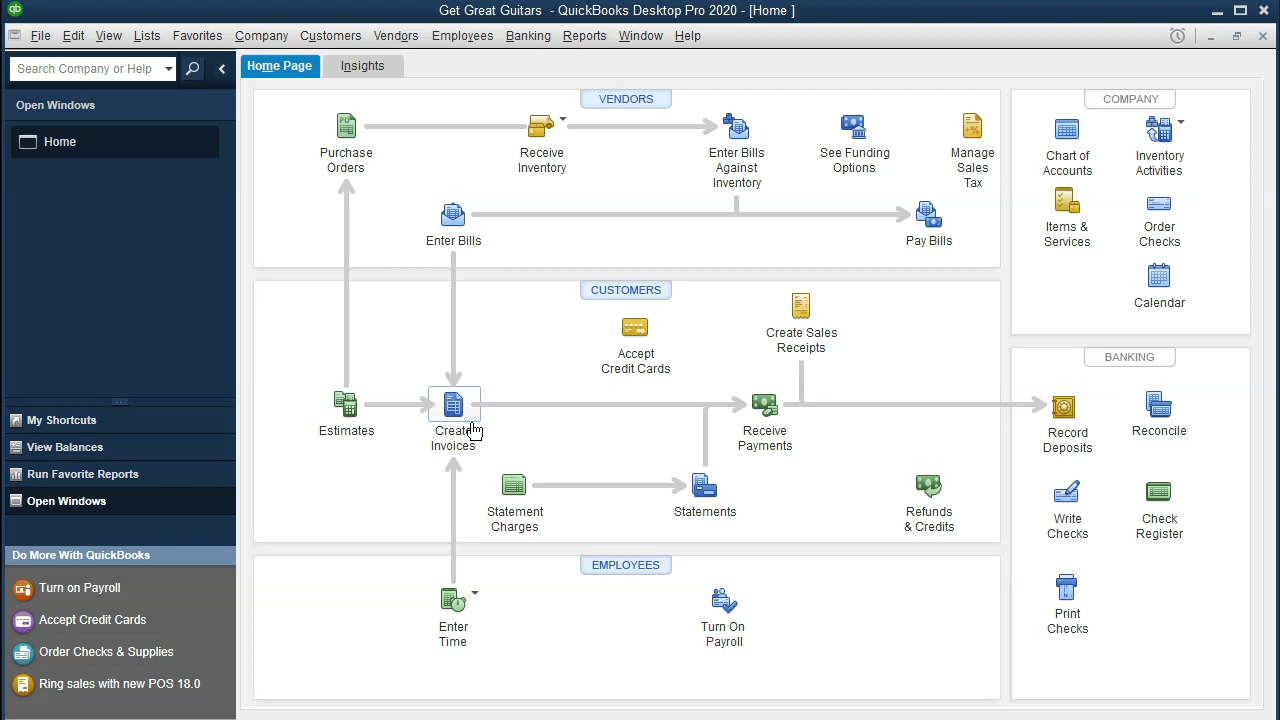 qb
Get Great Guitars - QuickBooks Desktop Pro 2020 - [Home ]
File Edit View Lists Favorites Company Customers Vendors Employees Banking Reports Window Help
Search Company or Help
Home Page
Insights
Open Windows
Home
My Shortcuts
View Balances
Run Favorite Reports
Open Windows
Do More With QuickBooks
Turn on Payroll
Accept Credit Cards
Order Checks & Supplies
Ring sales with new POS 18.0
VENDORS
PO
Purchase
Orders
Receive
Inventory
Enter Bills
Against
Inventory
See Funding
Options
Manage
Sales
Tax
Enter Bills
Pay Bills
CUSTOMERS
Accept
Credit Cards
Create Sales
Receipts
Estimates
Create
Invoices
Receive
Payments
Statement
Charges
Statements
Refunds
& Credits
EMPLOYEES
Enter
Time
Turn On
Payroll
COMPANY
Chart of
Accounts
Inventory
Activities
Items &
Services
Order
Checks
Calendar
BANKING
Record
Deposits
Reconcile
Write
Checks
Check
Register
Print
Checks